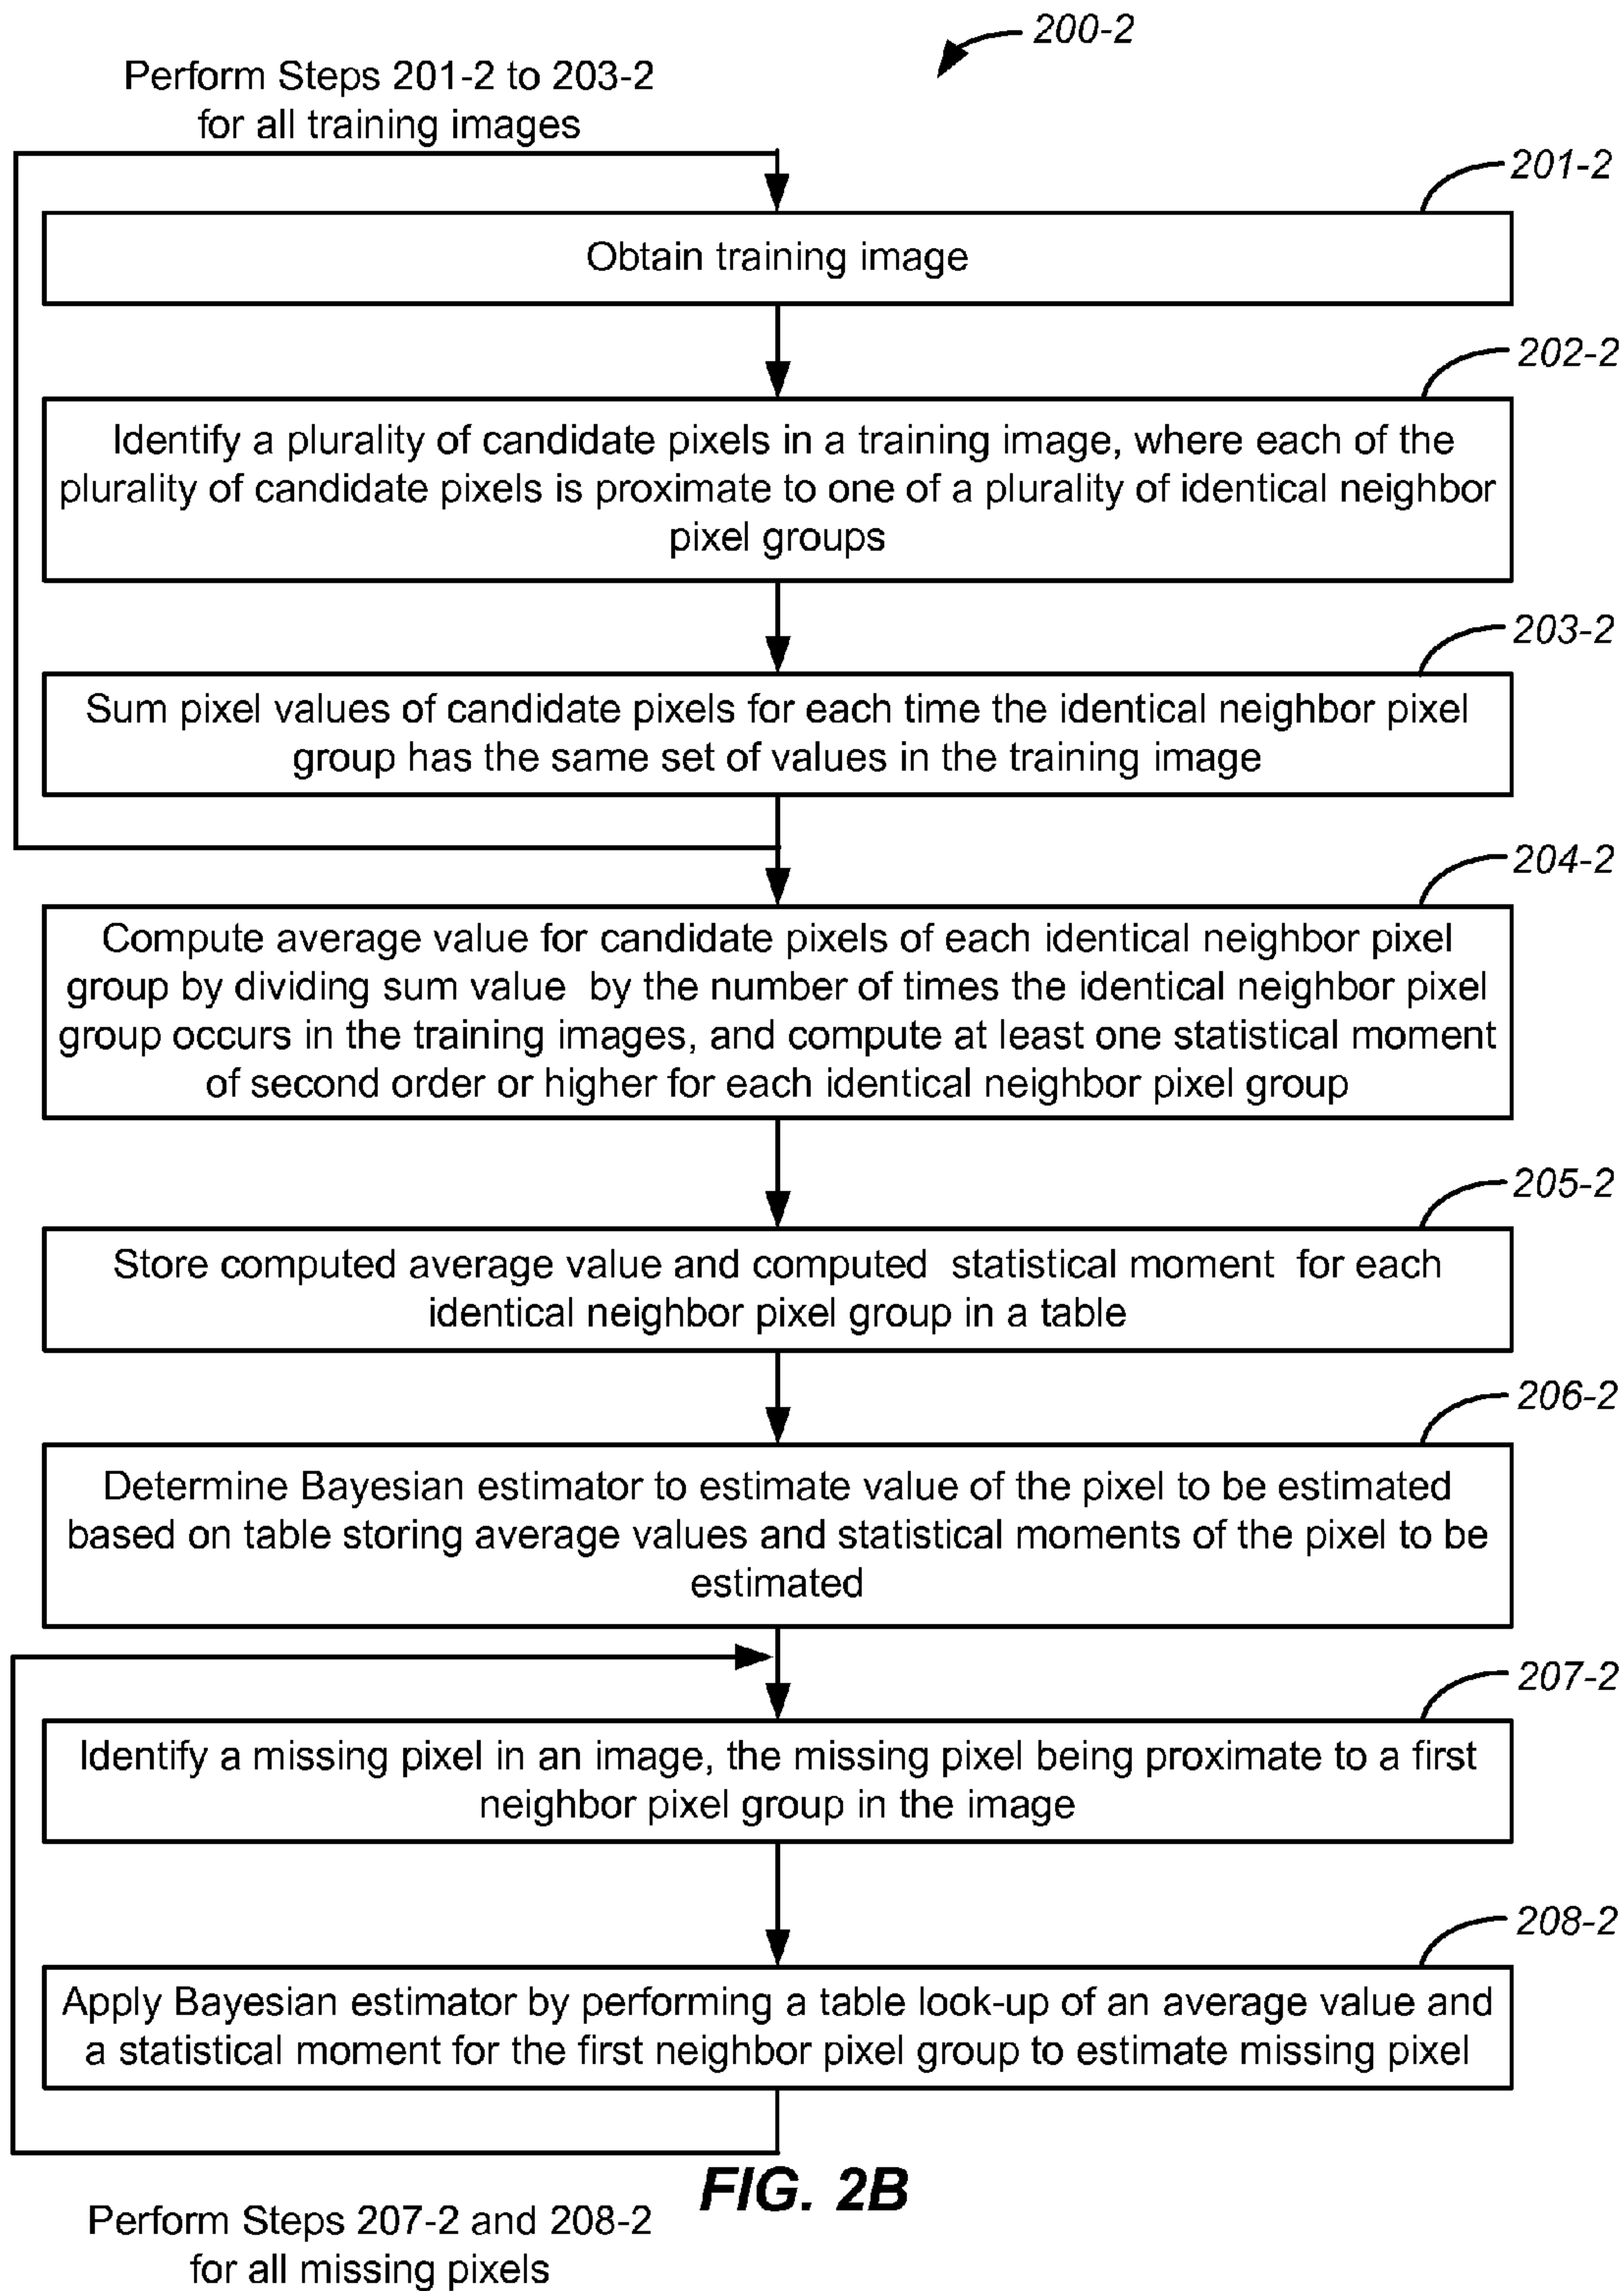 200-2
Perform Steps 201-2 to 203-2
for all training images
201-2
Obtain training image
202-2
Identify a plurality of candidate pixels in a training image, where each of the
plurality of candidate pixels is proximate to one of a plurality of identical neighbor
pixel groups
203-2
Sum pixel values of candidate pixels for each time the identical neighbor pixel
group has the same set of values in the training image
204-2
Compute average value for candidate pixels of each identical neighbor pixel
group by dividing sum value by the number of times the identical neighbor pixel
group occurs in the training images, and compute at least one statistical moment
of second order or higher for each identical neighbor pixel group
205-2
Store computed average value and computed statistical moment for each
identical neighbor pixel group in a table
206-2
Determine Bayesian estimator to estimate value of the pixel to be estimated
based on table storing average values and statistical moments of the pixel to be
estimated
207-2
Identify a missing pixel in an image, the missing pixel being proximate to a first
neighbor pixel group in the image
208-2
Apply Bayesian estimator by performing a table look-up of an average value and
a statistical moment for the first neighbor pixel group to estimate missing pixel
FIG. 2B
Perform Steps 207-2 and 208-2
for all missing pixels